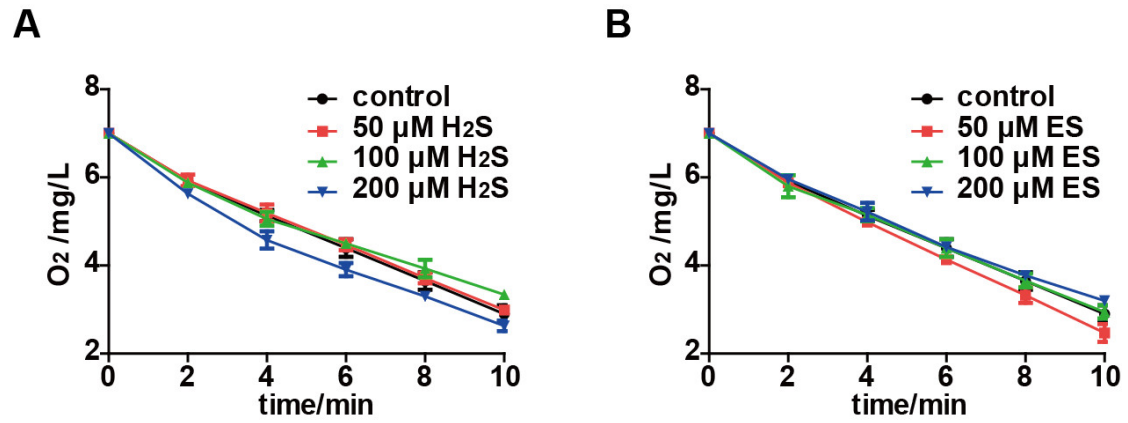 A
8
6
4
2
O2 /mg/L
control
50 μM H2S
100 μM H2S
200 μM H2S
0 2 4 6 8 10
time/min
B
8
6
4
2
O2 /mg/L
control
50 μM ES
100 μM ES
200 μM ES
0 2 4 6 8 10
time/min